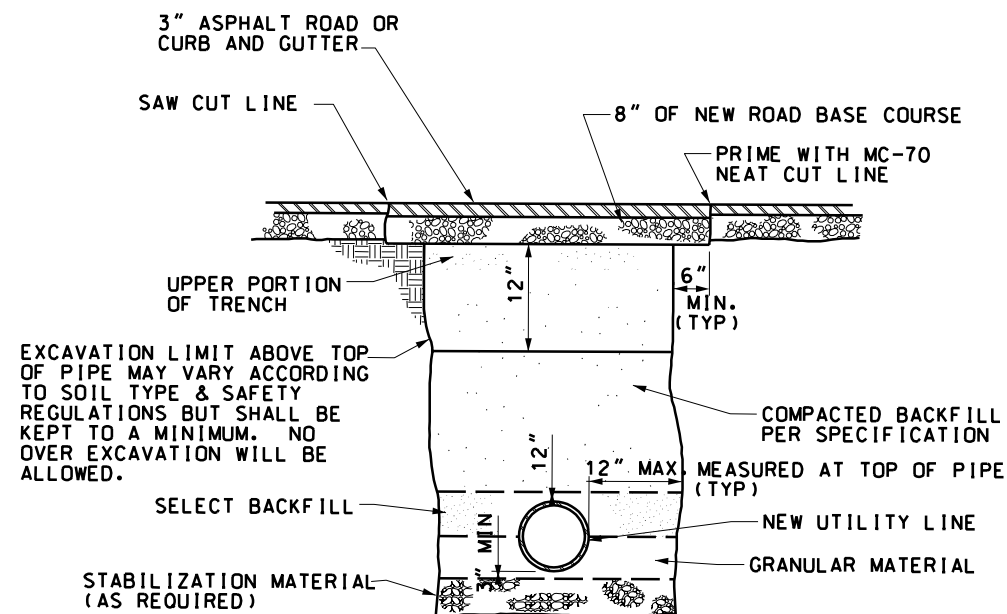 3" ASPHALT ROAD OR
CURB AND GUTTER
SAW CUT LINE
8" OF NEW ROAD BASE COURSE
PRIME WITH MC-70
NEAT CUT LINE
UPPER PORTION
OF TRENCH
12"
6"
MIN.
(TYP)
EXCAVATION LIMIT ABOVE TOP
OF PIPE MAY VARY ACCORDING
TO SOIL TYPE & SAFETY
REGULATIONS BUT SHALL BE
KEPT TO A MINIMUM. NO
OVER EXCAVATION WILL BE
ALLOWED.
COMPACTED BACKFILL
PER SPECIFICATION
12"
12" MAX. MEASURED AT TOP OF PIPE
(TYP)
SELECT BACKFILL
NEW UTILITY LINE
3" MIN
GRANULAR MATERIAL
STABILIZATION MATERIAL
(AS REQUIRED)